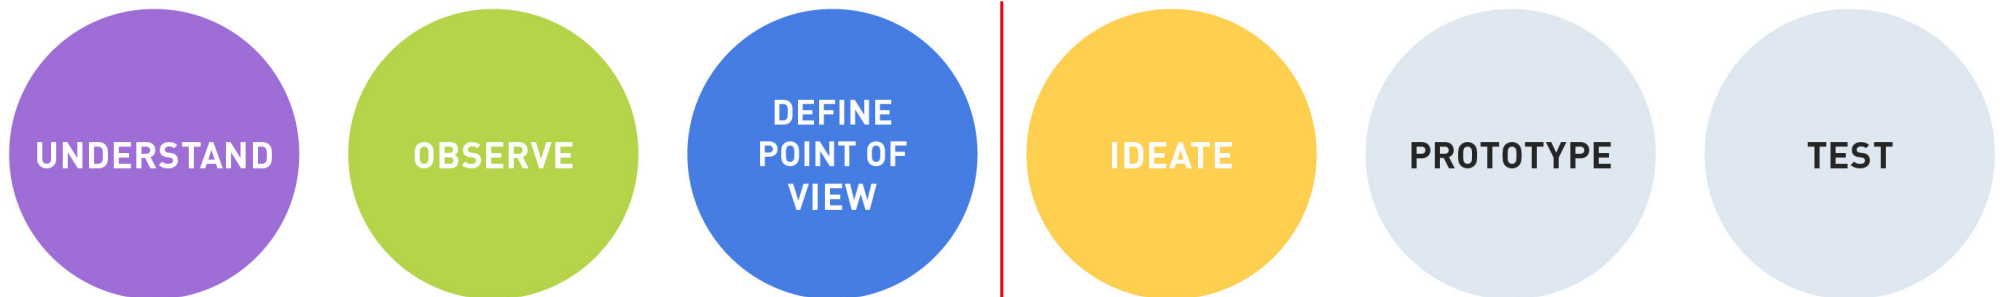 UNDERSTAND
OBSERVE
DEFINE
POINT OF
VIEW
IDEATE
PROTOTYPE
TEST